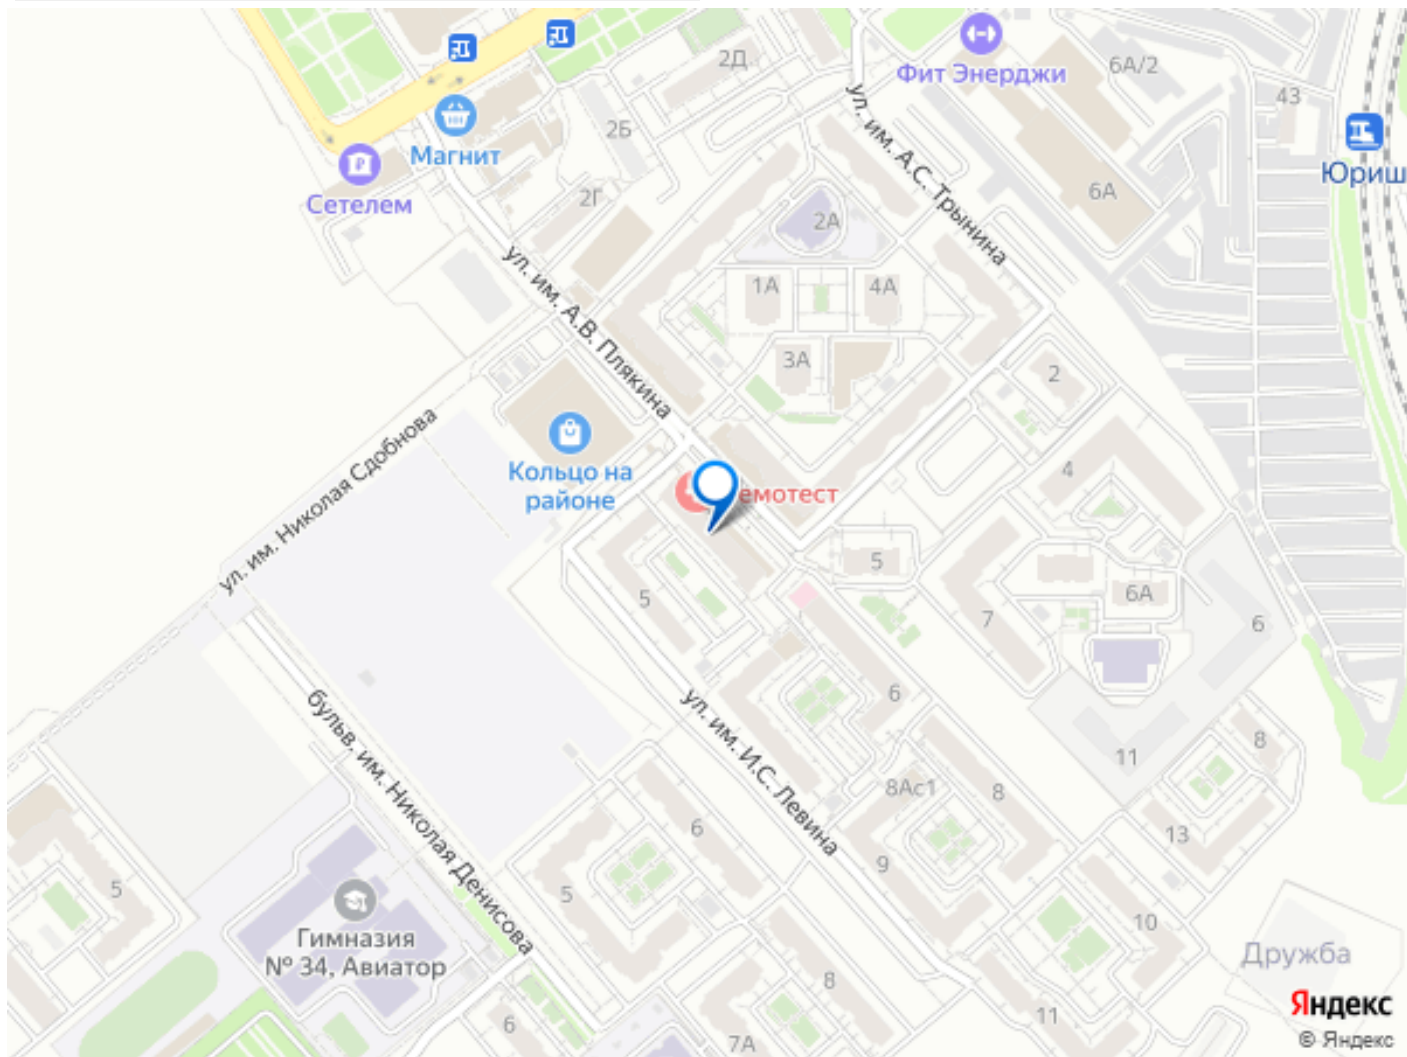 2Д
Фит Энерджи
6А/2
43
2Б
Магнит
ул. им. А.С. Трынина
Юриш
Сетелем
2Г
2А
6А
ул. им. А.В. Плякина
1А
4А
3А
2
ул. им. Николая Сдобнова
Кольцо на
районе
емотест
4
5
5
6А
7
6
бульв. им. Николая Денисова
ул. им. И.С. Левина
6
8
11
8Ас1
8
6
13
9
5
5
10
Гимназия
№ 34, Авиатор
Дружба
8
11
6
7А
Яндекс
© Яндекс